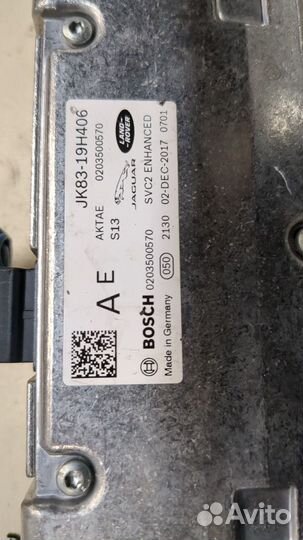 JK83-19H406
AKTAE 0203500570
S13
A E
LAND-
ROVER
JAGUAR
SVC2 ENHANCED
02-DEC-2017 0701
BOSCH 0203500570
050 2130
Made in Germany
Avito